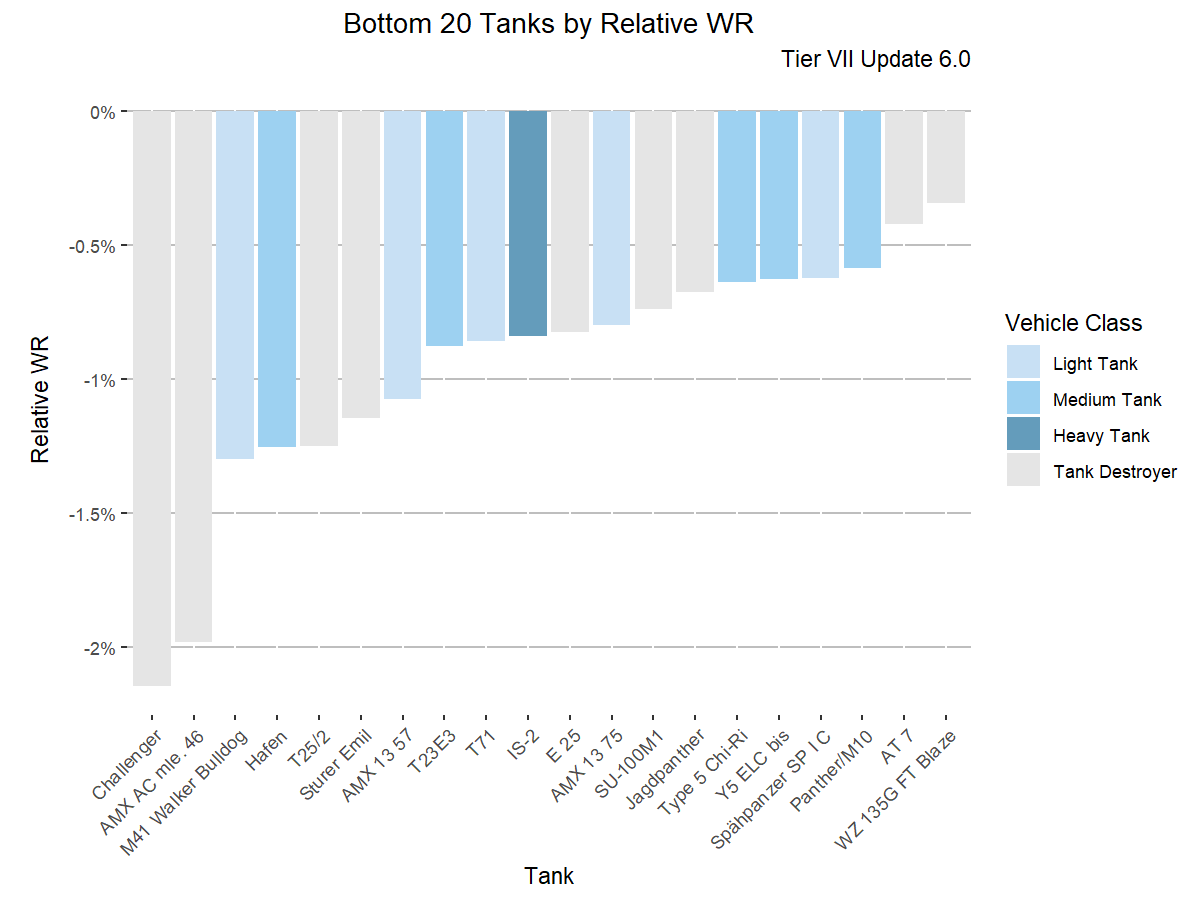 Bottom 20 Tanks by Relative WR
Tier VII Update 6.0
0%
-0.5%
-1%
-1.5%
-2%
Relative WR
Challenger
AMX AC mle. 46
M41 Walker Bulldog
Hafen
T25/2
Sturer Emil
AMX 13 57
T23E3
T71
IS-2
E 25
AMX 13 75
SU-100M1
Jagdpanther
Type 5 Chi-Ri
Y5 ELC bis
Spähpanzer SP I C
Panther/M10
AT 7
WZ 135G FT Blaze
Tank
Vehicle Class
Light Tank
Medium Tank
Heavy Tank
Tank Destroyer